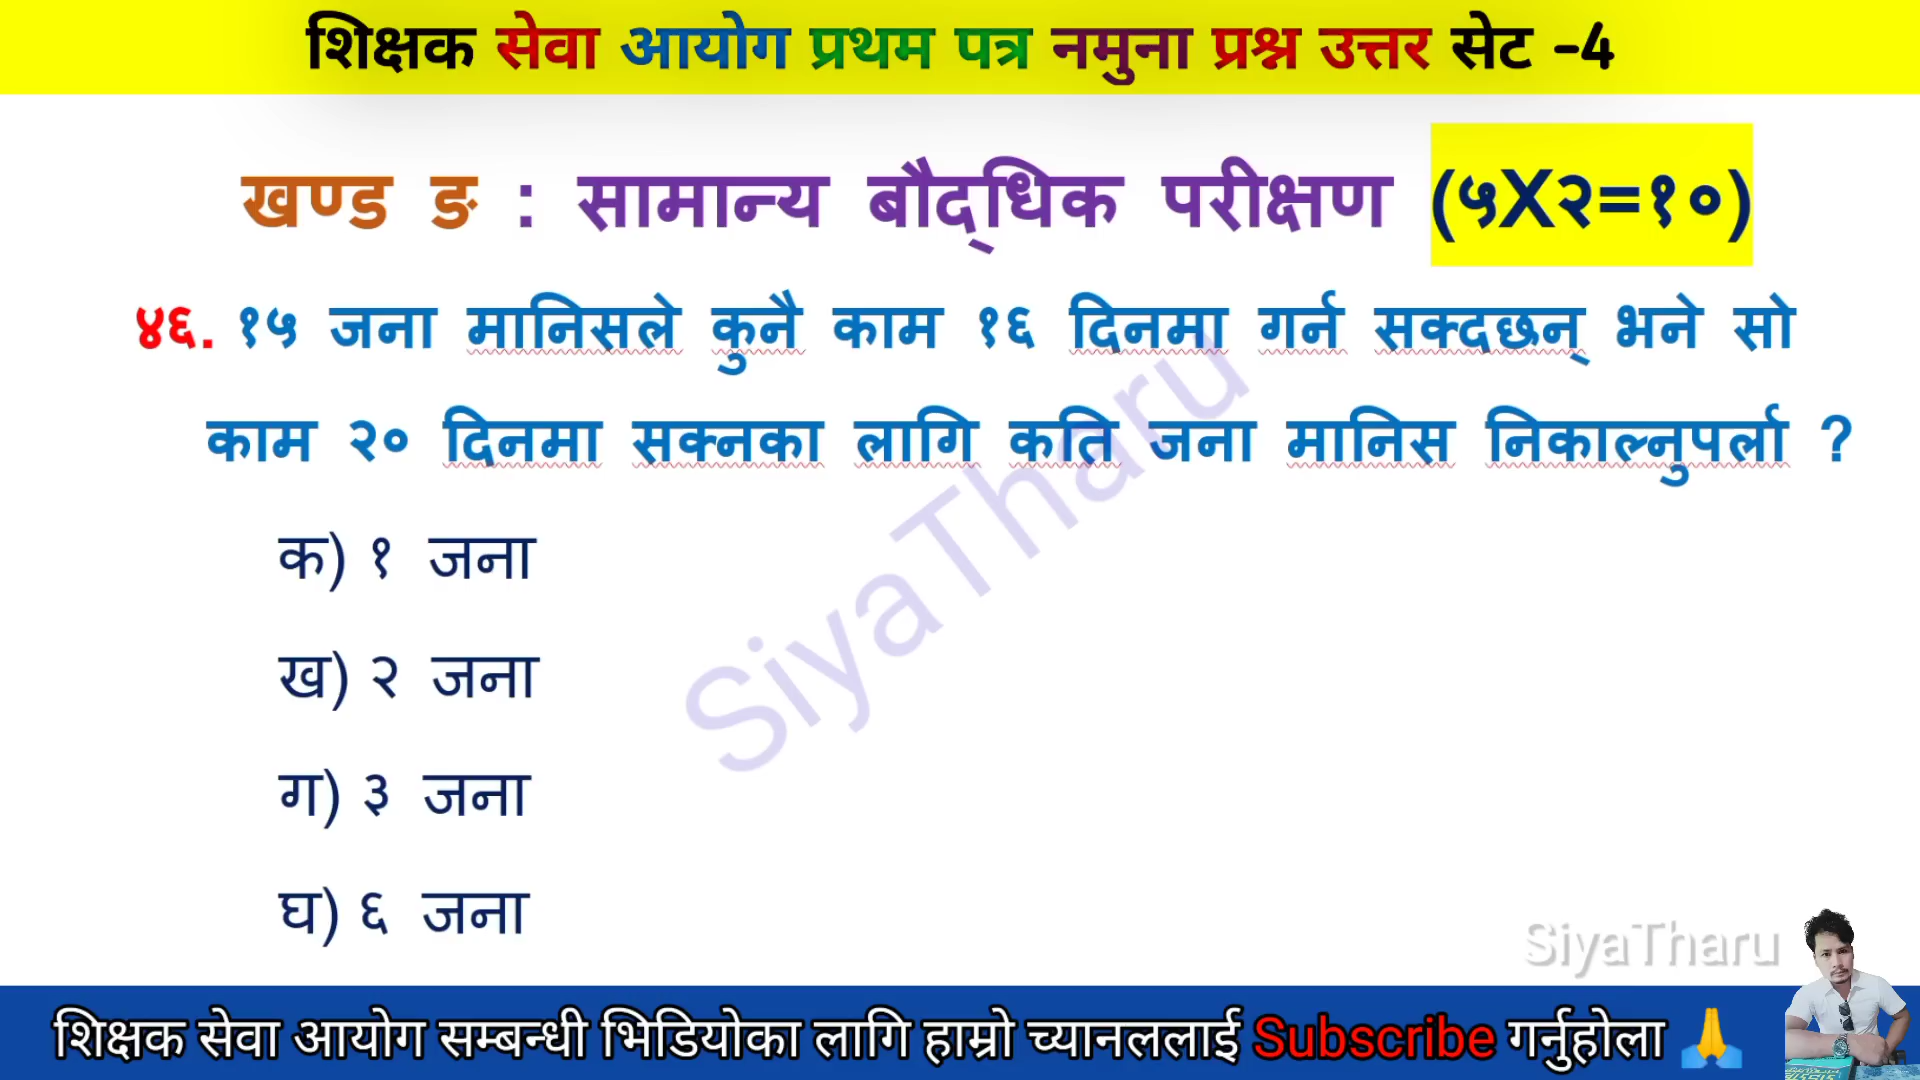 शिक्षक सेवा आयोग प्रथम पत्र नमुना प्रश्न उत्तर सेट -4
खण्ड ङ : सामान्य बौद्धिक परीक्षण (५X२=१०)
४६. १५ जना मानिसले कुनै काम १६ दिनमा गर्न सक्दछन् भने सो
काम २० दिनमा सक्नका लागि कति जना मानिस निकाल्नुपर्ला ?
क) १ जना
ख) २ जना
ग) ३ जना
घ) ६ जना
SiyaTharu
SiyaTharu
शिक्षक सेवा आयोग सम्बन्धी भिडियोका लागि हाम्रो च्यानललाई Subscribe गर्नुहोला 🙏